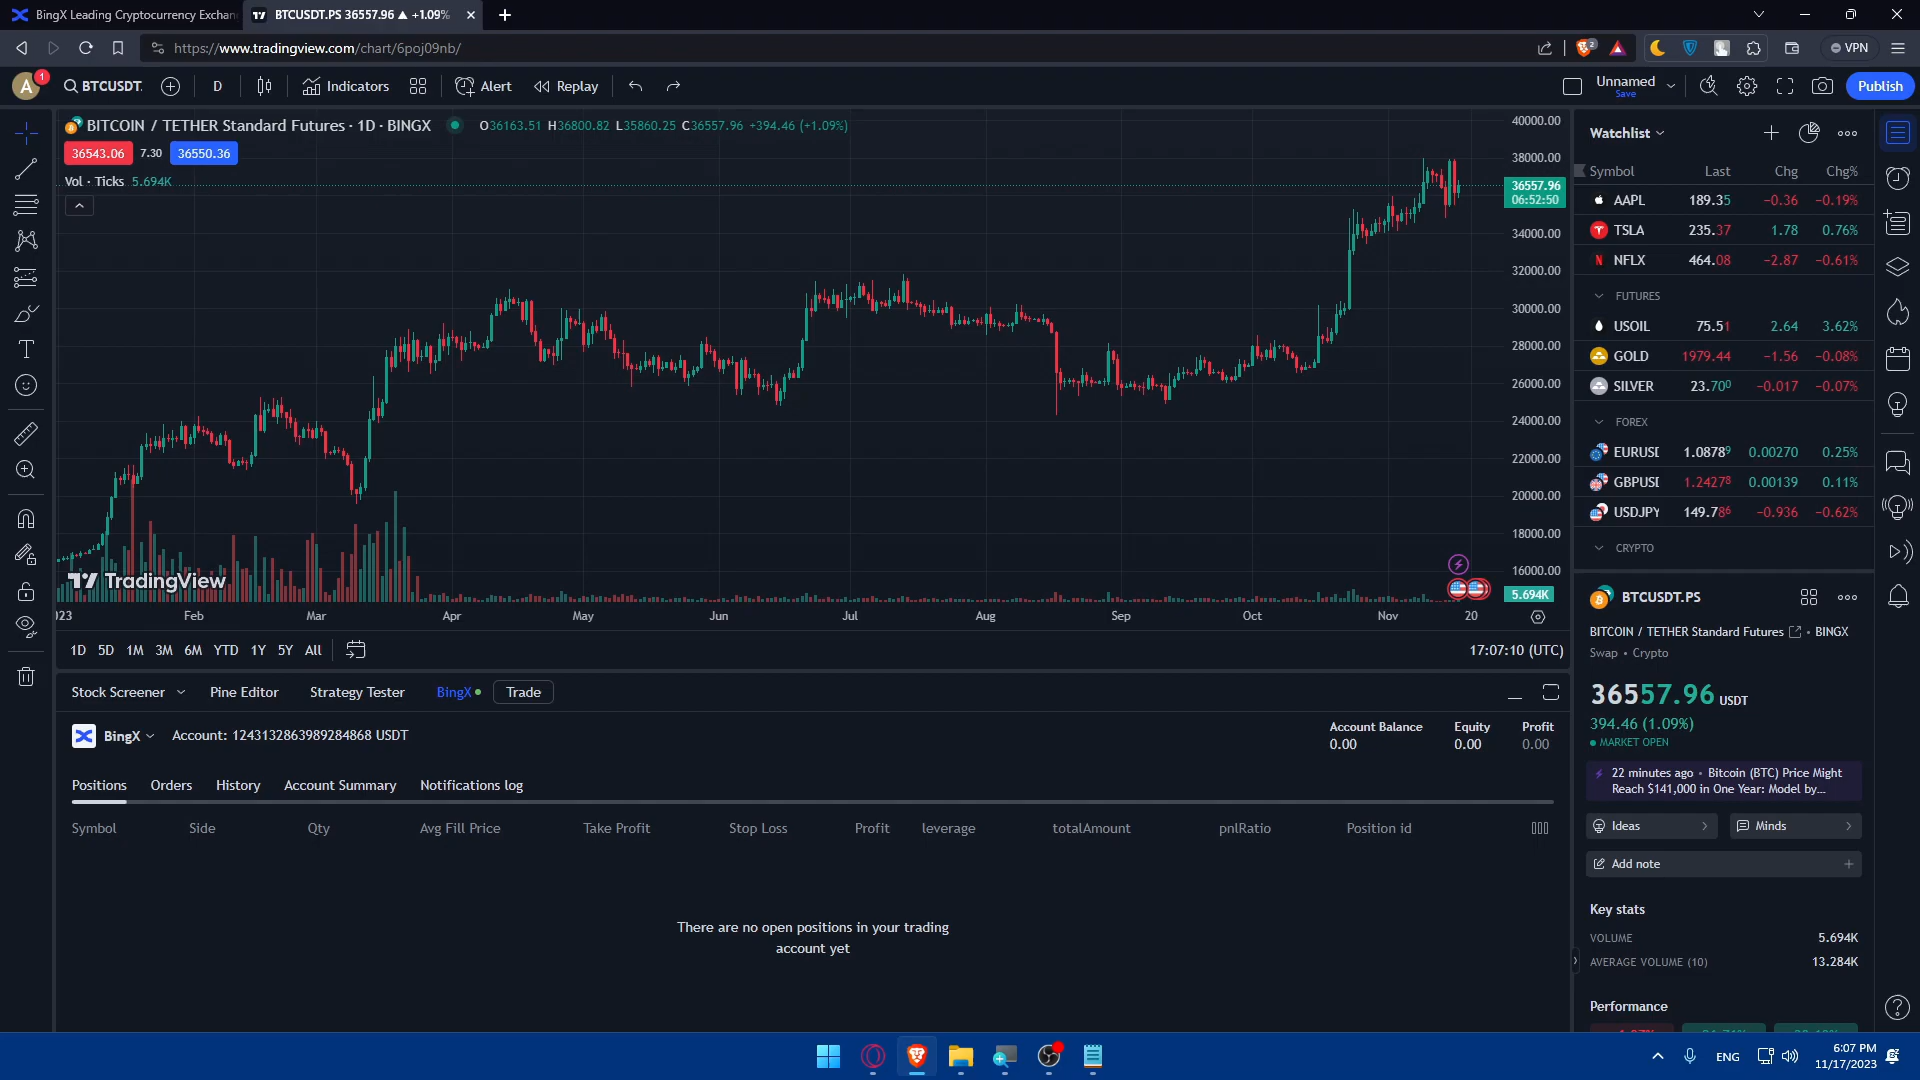 BingX Leading Cryptocurrency Exchan
BTCUSDT.PS 36557.96 ▲ +1.09%
https://www.tradingview.com/chart/6poj09nb/
2
VPN
A
1
BTCUSDT.
D
Indicators
Alert
Replay
Unnamed
Save
Publish
BITCOIN / TETHER Standard Futures · 1D · BINGX
O36163.51 H36800.82 L35860.25 C36557.96 +394.46 (+1.09%)
36543.06
7.30
36550.36
Vol · Ticks 5.694K
40000.00
38000.00
36557.96
06:52:50
34000.00
32000.00
30000.00
28000.00
26000.00
24000.00
22000.00
20000.00
18000.00
16000.00
5.694K
TradingView
2023
Feb
Mar
Apr
May
Jun
Jul
Aug
Sep
Oct
Nov
20
1D
5D
1M
3M
6M
YTD
1Y
5Y
All
17:07:10 (UTC)
Stock Screener
Pine Editor
Strategy Tester
BingX
Trade
BingX
Account: 1243132863989284868 USDT
Account Balance
0.00
Equity
0.00
Profit
0.00
Positions
Orders
History
Account Summary
Notifications log
Symbol
Side
Qty
Avg Fill Price
Take Profit
Stop Loss
Profit
leverage
totalAmount
pnlRatio
Position id
There are no open positions in your trading
account yet
Watchlist
Symbol Last Chg Chg%
AAPL 189.35 −0.36 −0.19%
TSLA 235.37 1.78 0.76%
NFLX 464.08 −2.87 −0.61%
FUTURES
USOIL 75.51 2.64 3.62%
GOLD 1979.44 −1.56 −0.08%
SILVER 23.700 −0.017 −0.07%
FOREX
EURUSD 1.08789 0.00270 0.25%
GBPUSD 1.24278 0.00139 0.11%
USDJPY 149.786 −0.936 −0.62%
CRYPTO
BTCUSDT.PS
BITCOIN / TETHER Standard Futures • BINGX
Swap • Crypto
36557.96 USDT
394.46 (1.09%)
MARKET OPEN
22 minutes ago • Bitcoin (BTC) Price Might
Reach $141,000 in One Year: Model by...
Ideas
Minds
Add note
Key stats
VOLUME 5.694K
AVERAGE VOLUME (10) 13.284K
Performance
ENG
6:07 PM
11/17/2023